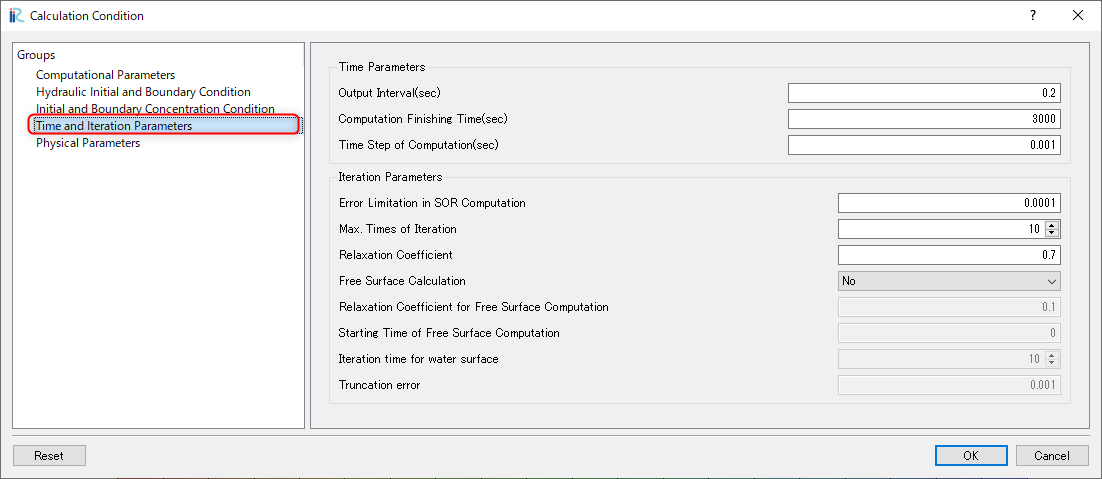 Calculation Condition
?
Groups
Computational Parameters
Hydraulic Initial and Boundary Condition
Initial and Boundary Concentration Condition
Time and Iteration Parameters
Physical Parameters
Time Parameters
Output Interval(sec) 0.2
Computation Finishing Time(sec) 3000
Time Step of Computation(sec) 0.001
Iteration Parameters
Error Limitation in SOR Computation 0.0001
Max. Times of Iteration 10
Relaxation Coefficient 0.7
Free Surface Calculation No
Relaxation Coefficient for Free Surface Computation 0.1
Starting Time of Free Surface Computation 0
Iteration time for water surface 10
Truncation error 0.001
Reset OK Cancel